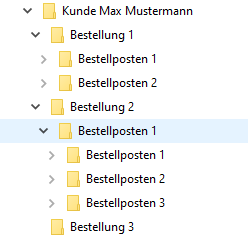 Kunde Max Mustermann
Bestellung 1
Bestellposten 1
Bestellposten 2
Bestellung 2
Bestellposten 1
Bestellposten 1
Bestellposten 2
Bestellposten 3
Bestellung 3